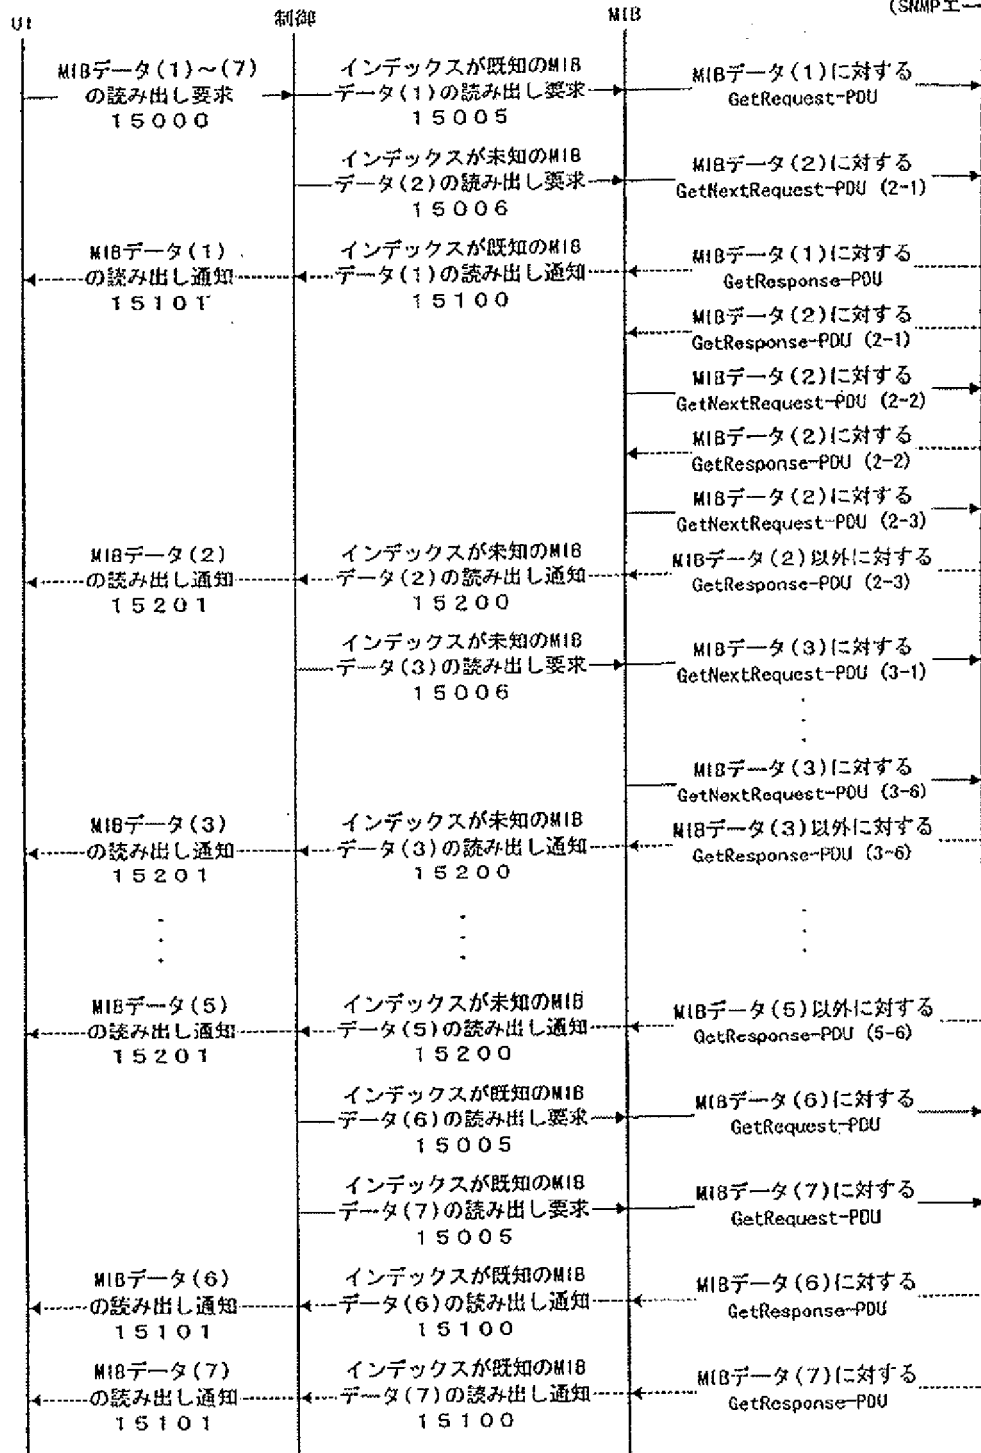 UI
制御
MIB
(SNMPエー
MIBデータ(1)～(7)
の読み出し要求
15000
インデックスが既知のMIB
データ(1)の読み出し要求
15005
MIBデータ(1)に対する
GetRequest-PDU
インデックスが未知のMIB
データ(2)の読み出し要求
15006
MIBデータ(2)に対する
GetNextRequest-PDU (2-1)
MIBデータ(1)
の読み出し通知
15101
インデックスが既知のMIB
データ(1)の読み出し通知
15100
MIBデータ(1)に対する
GetResponse-PDU
MIBデータ(2)に対する
GetResponse-PDU (2-1)
MIBデータ(2)に対する
GetNextRequest-PDU (2-2)
MIBデータ(2)に対する
GetResponse-PDU (2-2)
MIBデータ(2)に対する
GetNextRequest-PDU (2-3)
MIBデータ(2)
の読み出し通知
15201
インデックスが未知のMIB
データ(2)の読み出し通知
15200
MIBデータ(2)以外に対する
GetResponse-PDU (2-3)
インデックスが未知のMIB
データ(3)の読み出し要求
15006
MIBデータ(3)に対する
GetNextRequest-PDU (3-1)
MIBデータ(3)に対する
GetNextRequest-PDU (3-6)
MIBデータ(3)
の読み出し通知
15201
インデックスが未知のMIB
データ(3)の読み出し通知
15200
MIBデータ(3)以外に対する
GetResponse-PDU (3-6)
MIBデータ(5)
の読み出し通知
15201
インデックスが未知のMIB
データ(5)の読み出し通知
15200
MIBデータ(5)以外に対する
GetResponse-PDU (5-6)
インデックスが既知のMIB
データ(6)の読み出し要求
15005
MIBデータ(6)に対する
GetRequest-PDU
インデックスが既知のMIB
データ(7)の読み出し要求
15005
MIBデータ(7)に対する
GetRequest-PDU
MIBデータ(6)
の読み出し通知
15101
インデックスが既知のMIB
データ(6)の読み出し通知
15100
MIBデータ(6)に対する
GetResponse-PDU
MIBデータ(7)
の読み出し通知
15101
インデックスが既知のMIB
データ(7)の読み出し通知
15100
MIBデータ(7)に対する
GetResponse-PDU